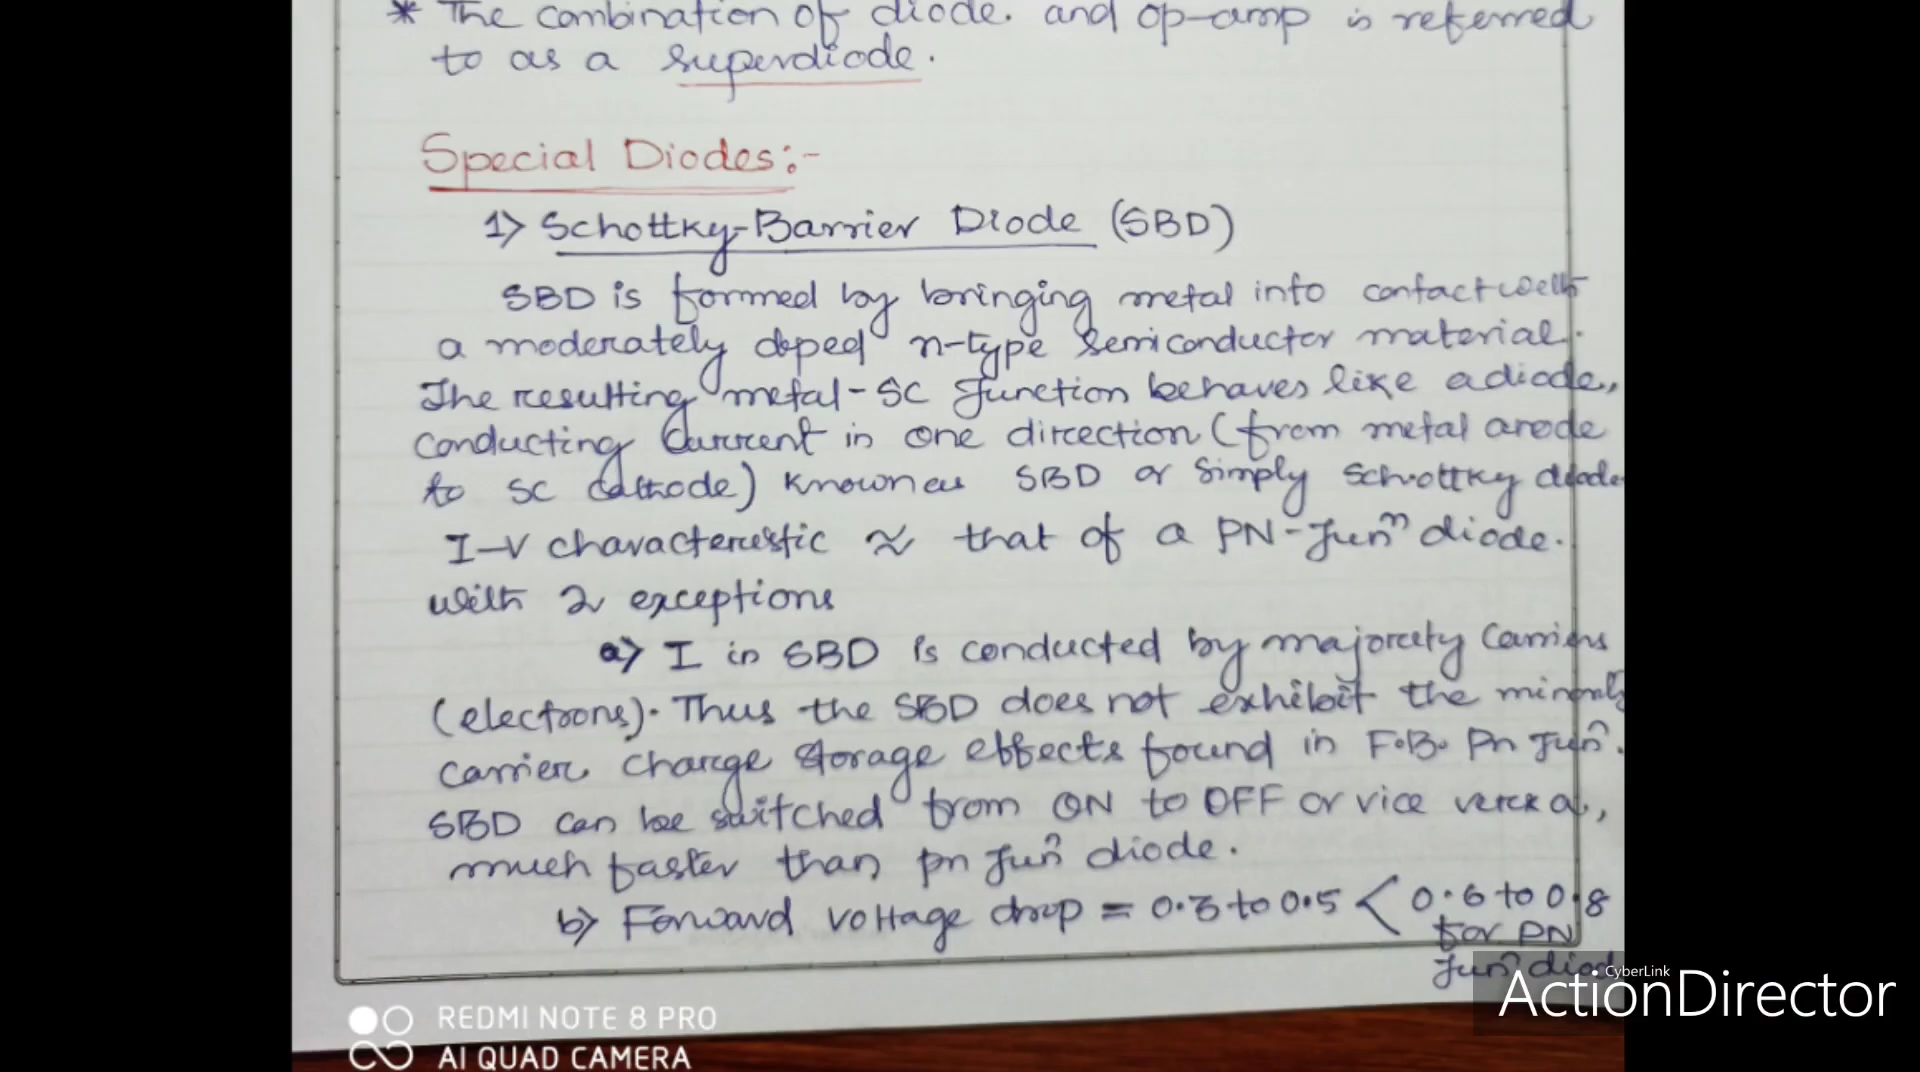 * The combination of diode. and op-amp is referred
to as a superdiode.
Special Diodes:-
1) Schottky-Barrier Diode (SBD)
SBD is formed by bringing metal into contact with
a moderately doped n-type semiconductor material.
The resulting metal-SC Junction behaves like a diode,
conducting current in one direction (from metal anode
to SC cathode) known as SBD or simply Schottky diode
I-V characteristic ≈ that of a PN-Junⁿ diode.
with 2 exceptions
a) I in SBD is conducted by majority carriers
(electrons). Thus the SBD does not exhibit the minority
carrier charge storage effects found in F.B. Pn Junⁿ.
SBD can be switched from ON to OFF or vice versa,
much faster than pn Junⁿ diode.
b) Forward voltage drop = 0.3 to 0.5 < 0.6 to 0.8
for PN
Junⁿ diod
REDMI NOTE 8 PRO
AI QUAD CAMERA
CyberLink
ActionDirector